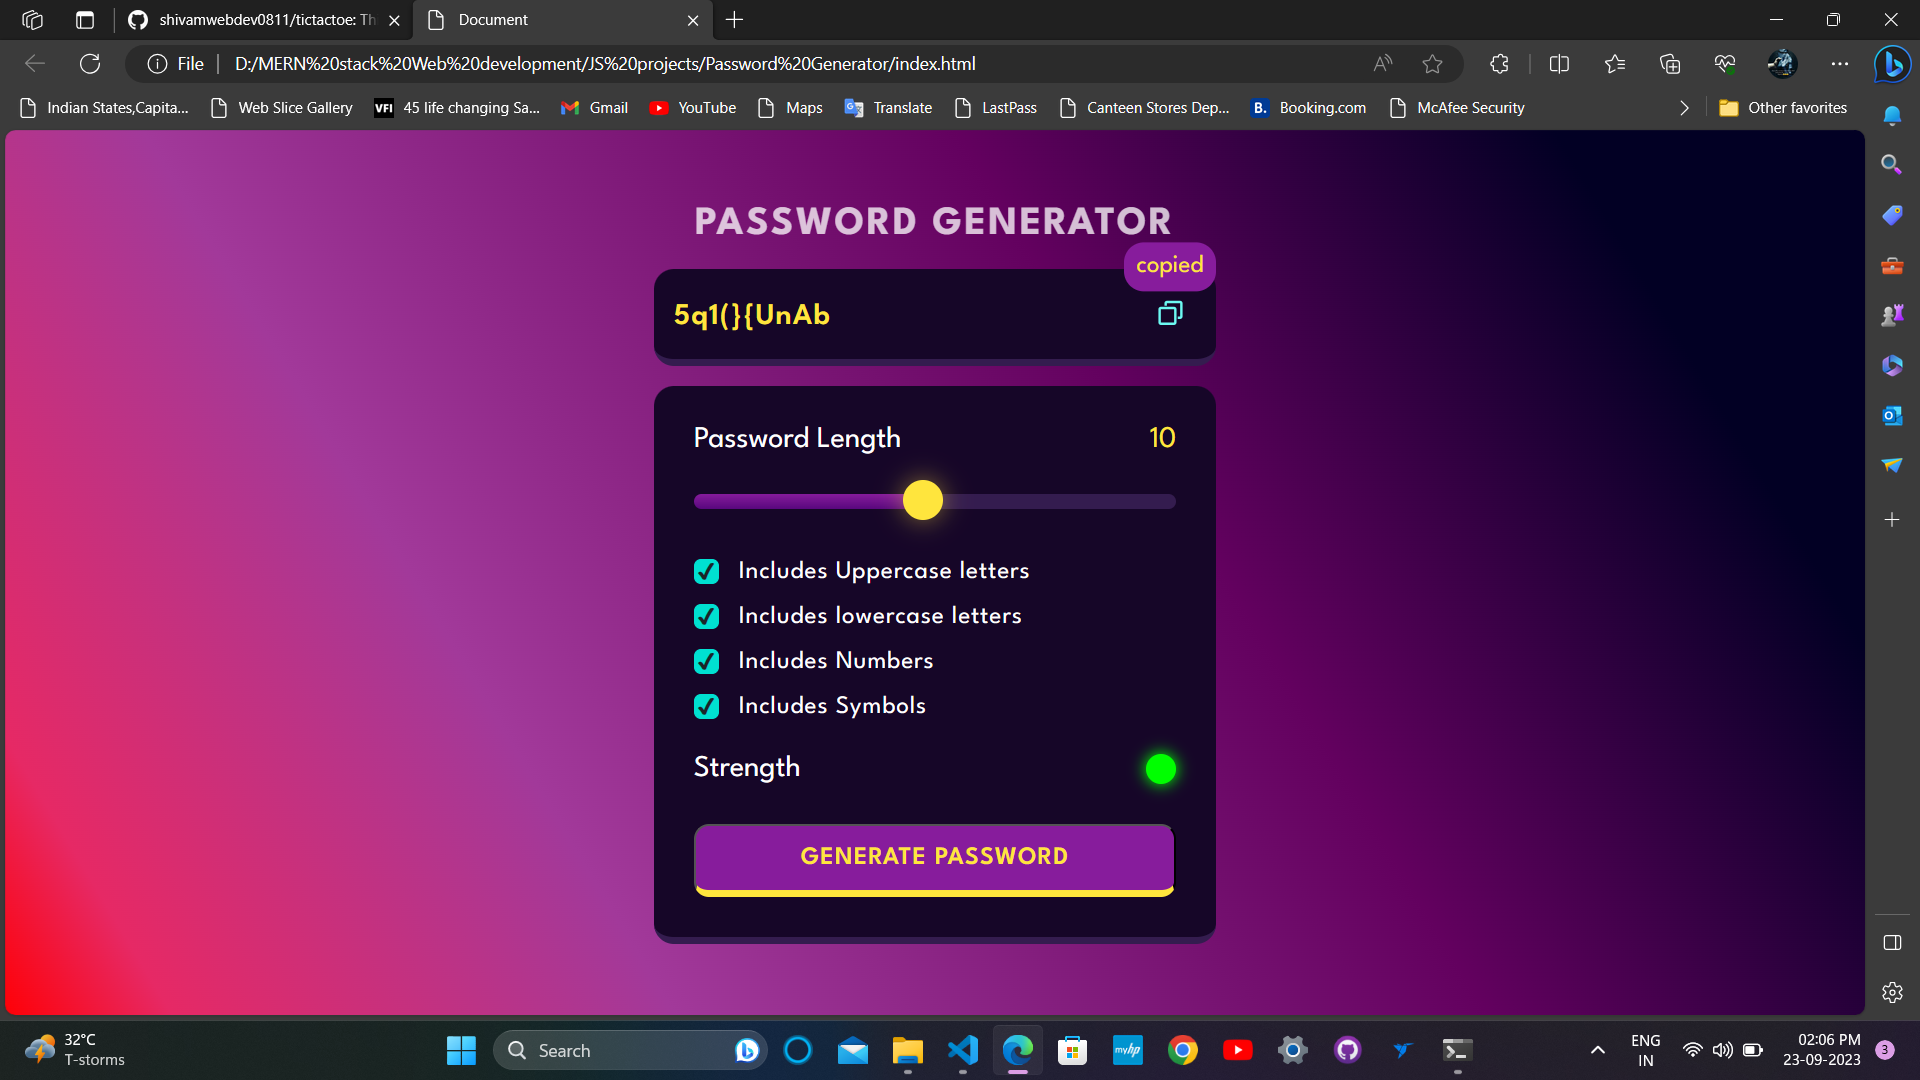 shivamwebdev0811/tictactoe: Th
Document
File
D:/MERN%20stack%20Web%20development/JS%20projects/Password%20Generator/index.html
Indian States,Capita...
Web Slice Gallery
VFI
45 life changing Sa...
Gmail
YouTube
Maps
Translate
LastPass
Canteen Stores Dep...
B.
Booking.com
McAfee Security
Other favorites
PASSWORD GENERATOR
copied
5q1(}{UnAb
Password Length
10
Includes Uppercase letters
Includes lowercase letters
Includes Numbers
Includes Symbols
Strength
GENERATE PASSWORD
32°C
T-storms
Search
myhp
ENG
IN
02:06 PM
23-09-2023
3